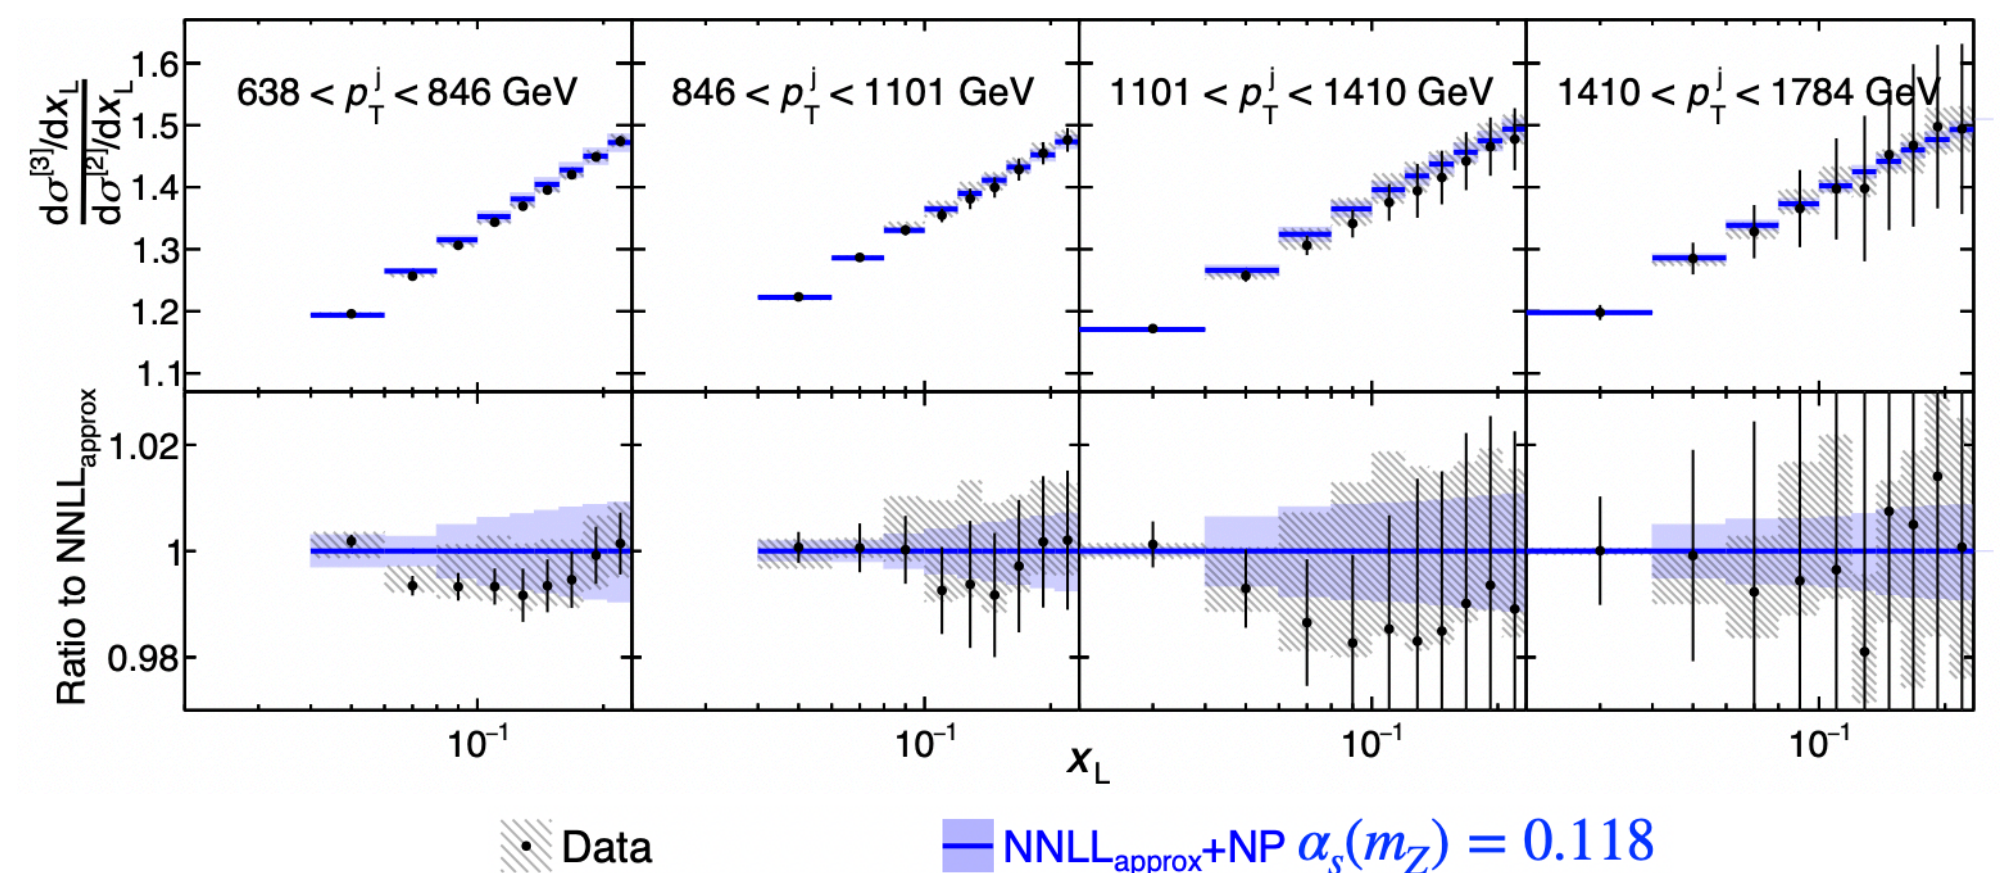 dσ^[3]/dx_L
dσ^[2]/dx_L
1.6
1.5
1.4
1.3
1.2
1.1
638 < p_T^j < 846 GeV
846 < p_T^j < 1101 GeV
1101 < p_T^j < 1410 GeV
1410 < p_T^j < 1784 GeV
Ratio to NNLL_approx
1.02
1
0.98
10⁻¹ 10⁻¹ 10⁻¹ 10⁻¹
x_L
Data
NNLL_approx+NP α_s(m_Z) = 0.118